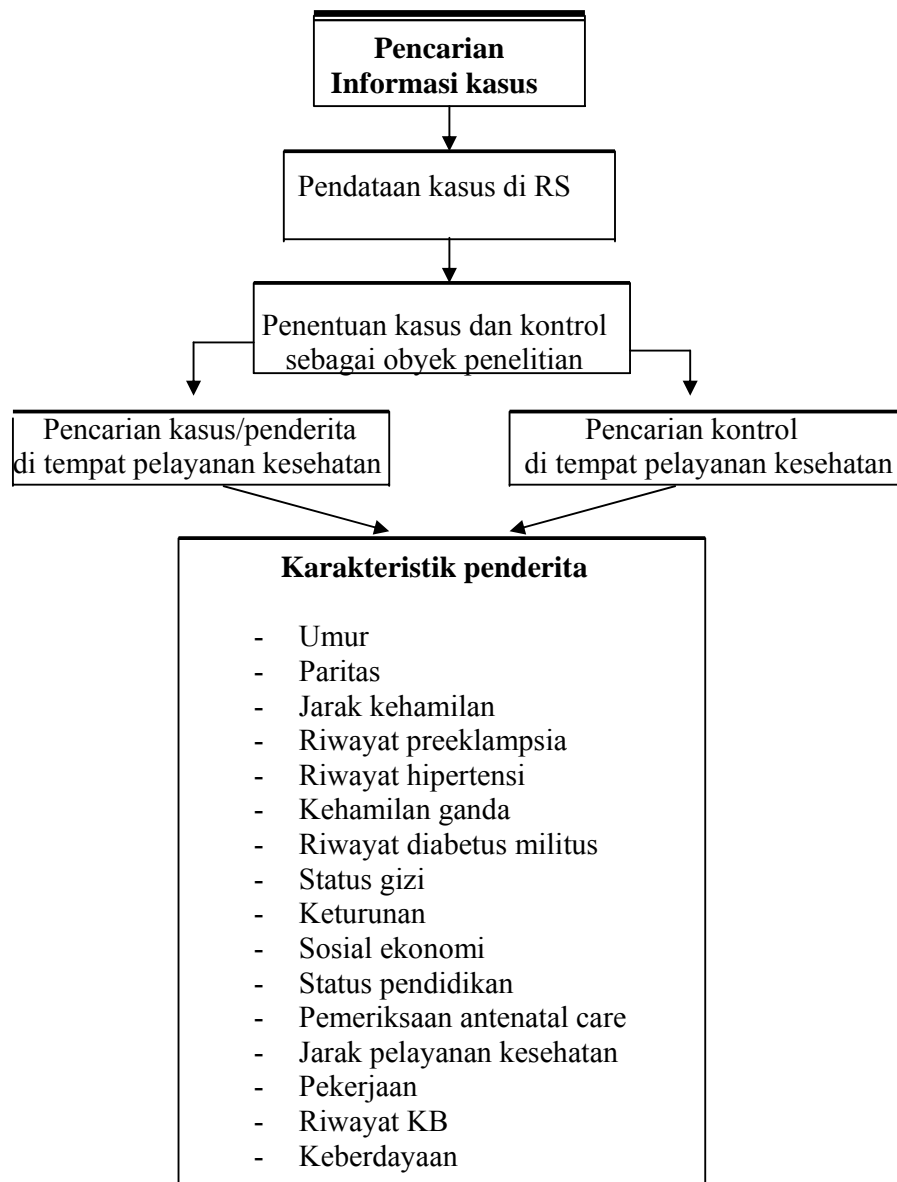 Pencarian
Informasi kasus
Pendataan kasus di RS
Penentuan kasus dan kontrol
sebagai obyek penelitian
Pencarian kasus/penderita
di tempat pelayanan kesehatan
Pencarian kontrol
di tempat pelayanan kesehatan
Karakteristik penderita
- Umur
- Paritas
- Jarak kehamilan
- Riwayat preeklampsia
- Riwayat hipertensi
- Kehamilan ganda
- Riwayat diabetus militus
- Status gizi
- Keturunan
- Sosial ekonomi
- Status pendidikan
- Pemeriksaan antenatal care
- Jarak pelayanan kesehatan
- Pekerjaan
- Riwayat KB
- Keberdayaan